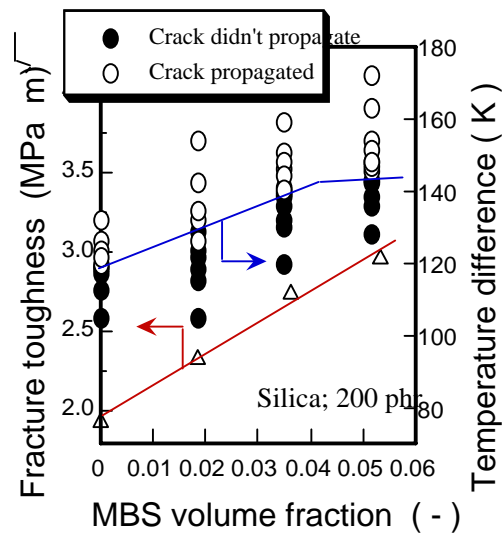 Crack didn't propagate
Crack propagated
Fracture toughness (MPa √m)
3.5
3.0
2.5
2.0
180
160
140
120
100
80
Temperature difference ( K )
Silica; 200 phr
0 0.01 0.02 0.03 0.04 0.05 0.06
MBS volume fraction ( - )